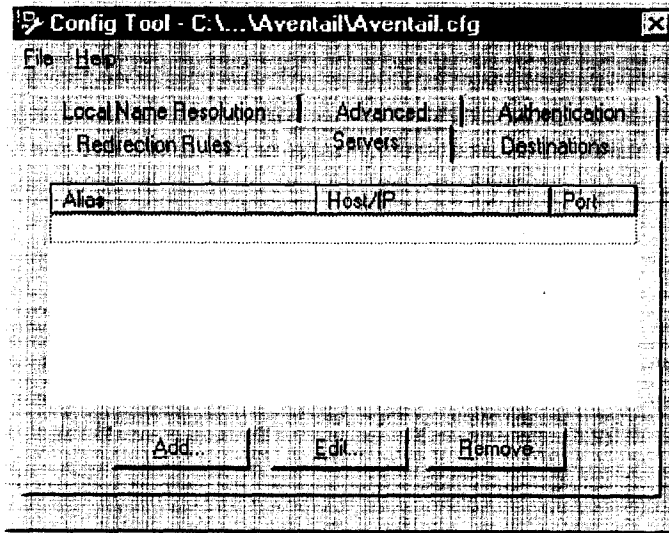 Config Tool - C:\...\Aventail\Aventail.cfg
File Help
Local Name Resolution Advanced Authentication
Redirection Rules Servers Destinations
Alias Host/IP Port
Add... Edit... Remove